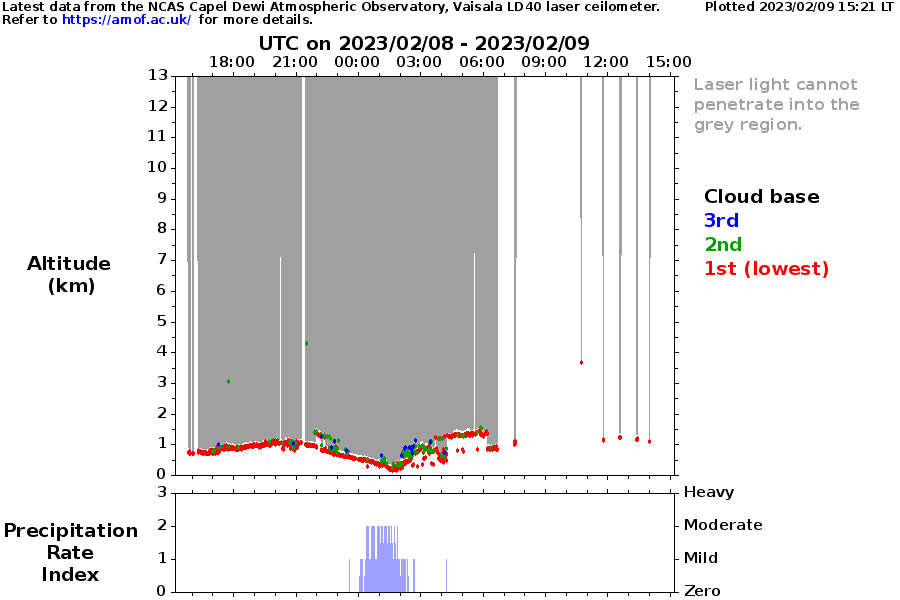 Latest data from the NCAS Capel Dewi Atmospheric Observatory, Vaisala LD40 laser ceilometer. Plotted 2023/02/09 15:21 LT
Refer to https://amof.ac.uk/ for more details.
UTC on 2023/02/08 - 2023/02/09
18:00 21:00 00:00 03:00 06:00 09:00 12:00 15:00
13
12
11
10
9
8
7
6
5
4
3
2
1
0
Altitude
(km)
Laser light cannot
penetrate into the
grey region.
Cloud base
3rd
2nd
1st (lowest)
3 Heavy
2 Moderate
1 Mild
0 Zero
Precipitation
Rate
Index